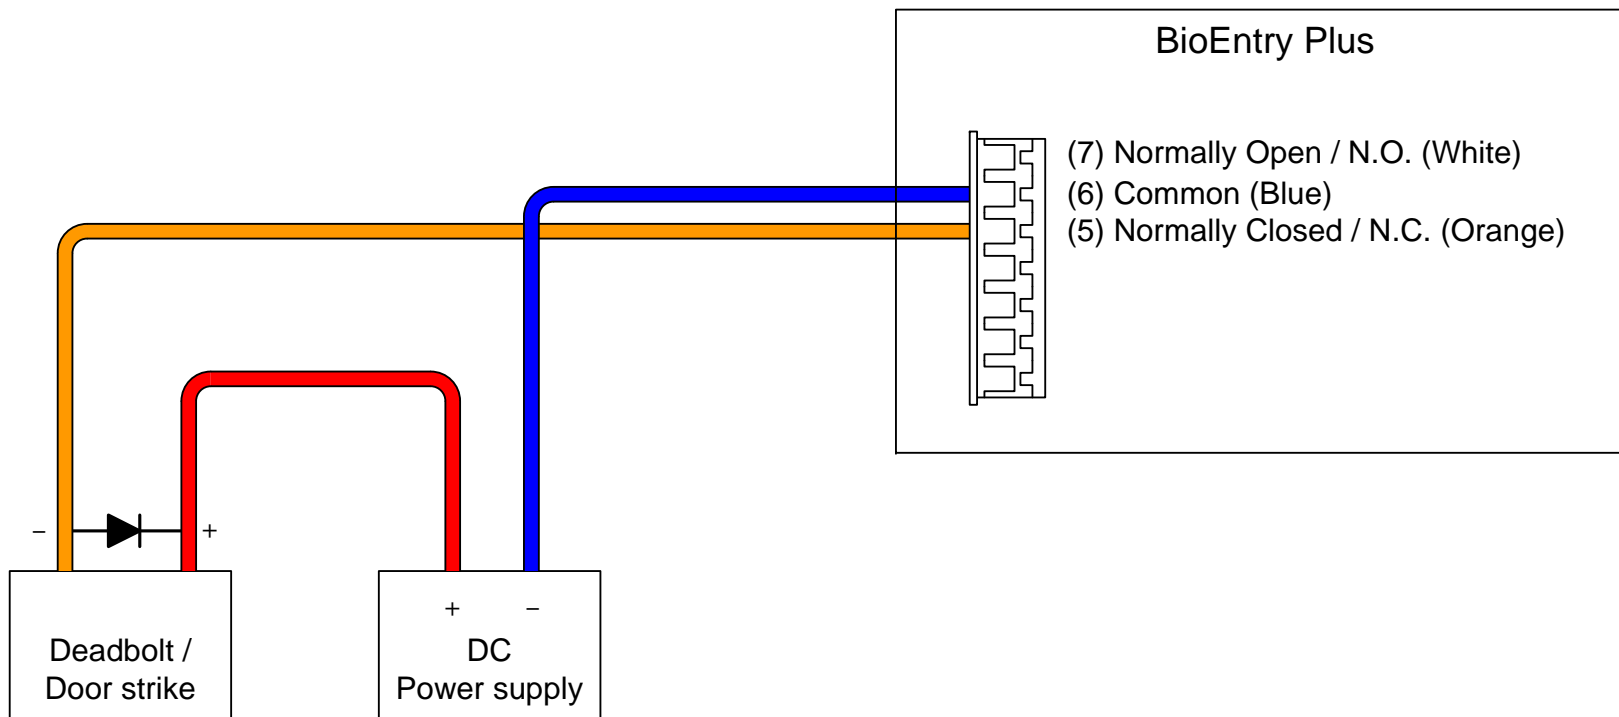 BioEntry Plus
(7) Normally Open / N.O. (White)
(6) Common (Blue)
(5) Normally Closed / N.C. (Orange)
– +
+ –
Deadbolt /
Door strike
DC
Power supply